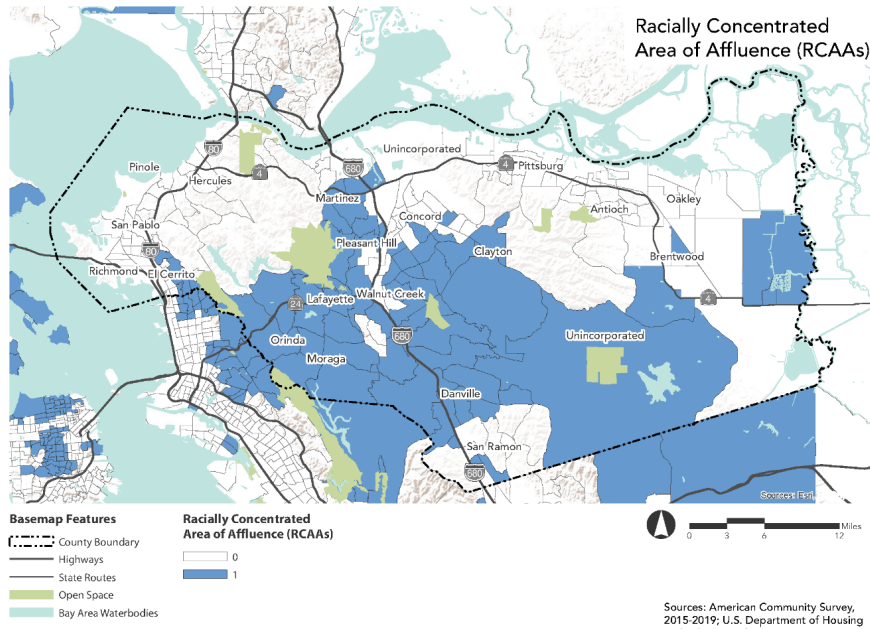 Racially Concentrated
Area of Affluence (RCAAs)
80
Pinole
Hercules
4
680
Unincorporated
4
Pittsburg
Martinez
Concord
Antioch
Oakley
San Pablo
80
Pleasant Hill
Clayton
Brentwood
Richmond
El Cerrito
24
Lafayette
Walnut Creek
4
680
Orinda
Unincorporated
Moraga
Danville
San Ramon
680
Sources: Esri,
Basemap Features
County Boundary
Highways
State Routes
Open Space
Bay Area Waterbodies
Racially Concentrated
Area of Affluence (RCAAs)
0
1
Miles
0 3 6 12
Sources: American Community Survey,
2015-2019; U.S. Department of Housing